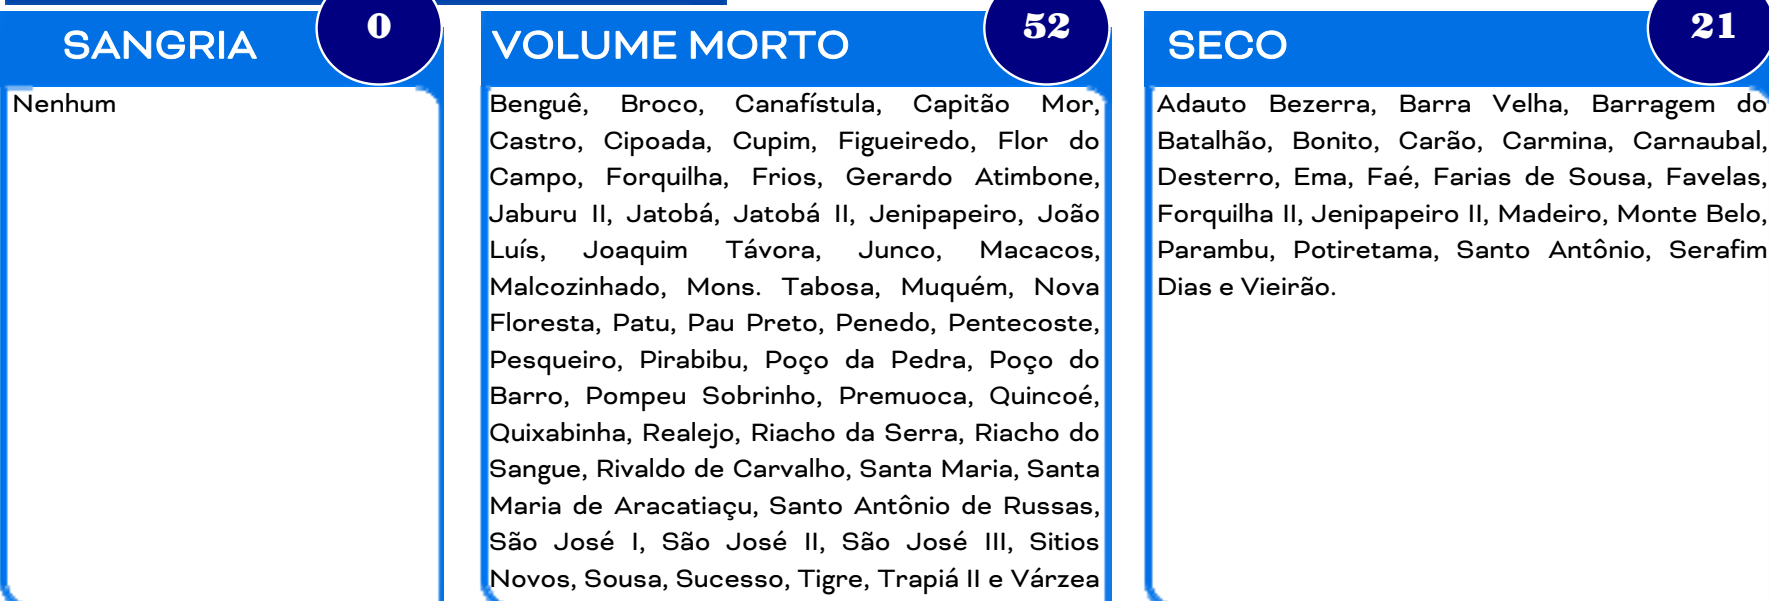 SANGRIA
0
Nenhum
VOLUME MORTO
52
Benguê, Broco, Canafístula, Capitão Mor,
Castro, Cipoada, Cupim, Figueiredo, Flor do
Campo, Forquilha, Frios, Gerardo Atimbone,
Jaburu II, Jatobá, Jatobá II, Jenipapeiro, João
Luís, Joaquim Távora, Junco, Macacos,
Malcozinhado, Mons. Tabosa, Muquém, Nova
Floresta, Patu, Pau Preto, Penedo, Pentecoste,
Pesqueiro, Pirabibu, Poço da Pedra, Poço do
Barro, Pompeu Sobrinho, Premuoca, Quincoé,
Quixabinha, Realejo, Riacho da Serra, Riacho do
Sangue, Rivaldo de Carvalho, Santa Maria, Santa
Maria de Aracatiaçu, Santo Antônio de Russas,
São José I, São José II, São José III, Sitios
Novos, Sousa, Sucesso, Tigre, Trapiá II e Várzea
SECO
21
Adauto Bezerra, Barra Velha, Barragem do
Batalhão, Bonito, Carão, Carmina, Carnaubal,
Desterro, Ema, Faé, Farias de Sousa, Favelas,
Forquilha II, Jenipapeiro II, Madeiro, Monte Belo,
Parambu, Potiretama, Santo Antônio, Serafim
Dias e Vieirão.